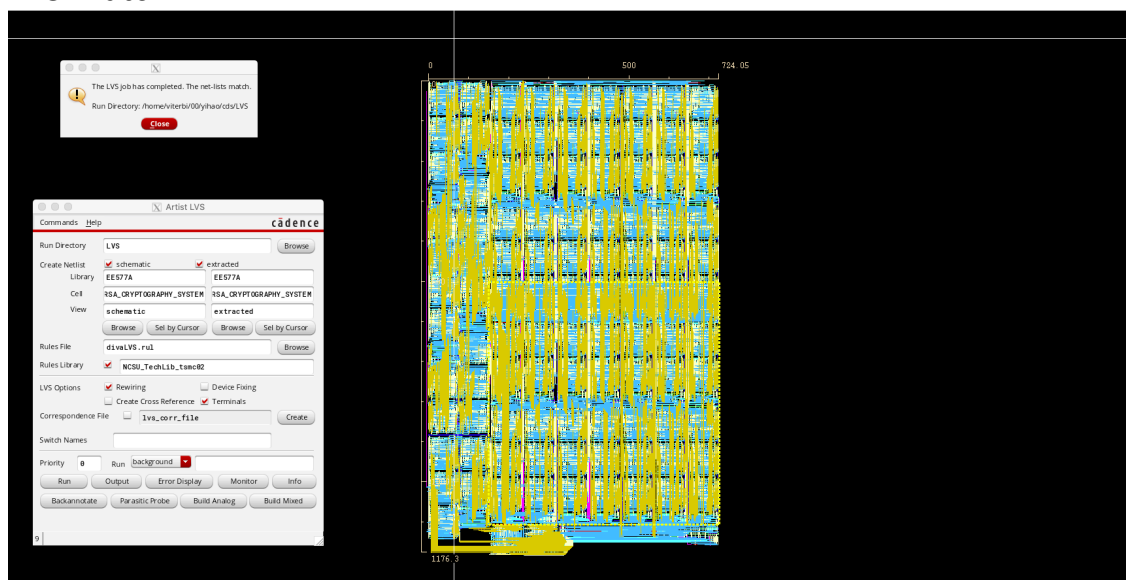 The LVS job has completed. The net-lists match.
Run Directory: /home/viterbi/00/yihao/cds/LVS
Close
0 500 724.05
1176.3
Artist LVS
Commands Help cādence
Run Directory LVS Browse
Create Netlist schematic extracted
Library EE577A EE577A
Cell RSA_CRYPTOGRAPHY_SYSTEM RSA_CRYPTOGRAPHY_SYSTEM
View schematic extracted
Browse Sel by Cursor Browse Sel by Cursor
Rules File divaLVS.rul Browse
Rules Library NCSU_TechLib_tsmc02
LVS Options Rewiring Device Fixing
Create Cross Reference Terminals
Correspondence File lvs_corr_file Create
Switch Names
Priority 0 Run background
Run Output Error Display Monitor Info
Backannotate Parasitic Probe Build Analog Build Mixed
9